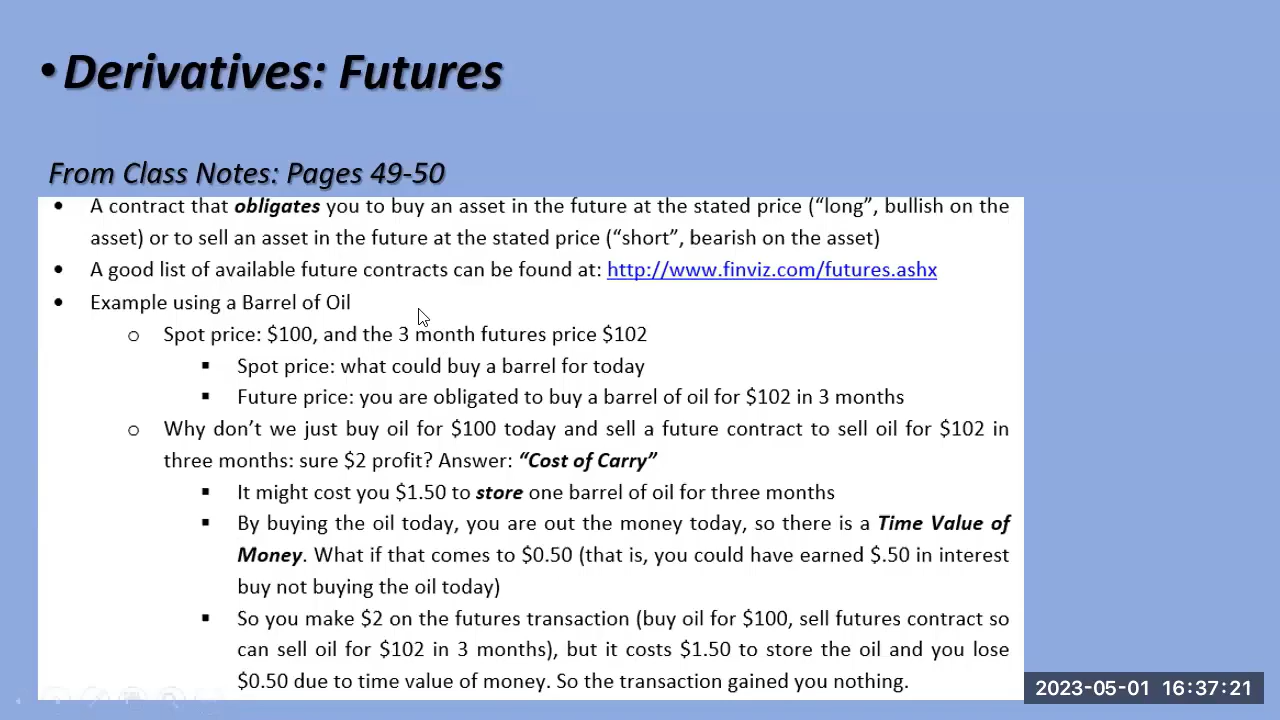 • Derivatives: Futures
From Class Notes: Pages 49-50
• A contract that obligates you to buy an asset in the future at the stated price (“long”, bullish on the
asset) or to sell an asset in the future at the stated price (“short”, bearish on the asset)
• A good list of available future contracts can be found at: http://www.finviz.com/futures.ashx
• Example using a Barrel of Oil
o Spot price: $100, and the 3 month futures price $102
▪ Spot price: what could buy a barrel for today
▪ Future price: you are obligated to buy a barrel of oil for $102 in 3 months
o Why don’t we just buy oil for $100 today and sell a future contract to sell oil for $102 in
three months: sure $2 profit? Answer: “Cost of Carry”
▪ It might cost you $1.50 to store one barrel of oil for three months
▪ By buying the oil today, you are out the money today, so there is a Time Value of
Money. What if that comes to $0.50 (that is, you could have earned $.50 in interest
buy not buying the oil today)
▪ So you make $2 on the futures transaction (buy oil for $100, sell futures contract so
can sell oil for $102 in 3 months), but it costs $1.50 to store the oil and you lose
$0.50 due to time value of money. So the transaction gained you nothing.
2023-05-01 16:37:21